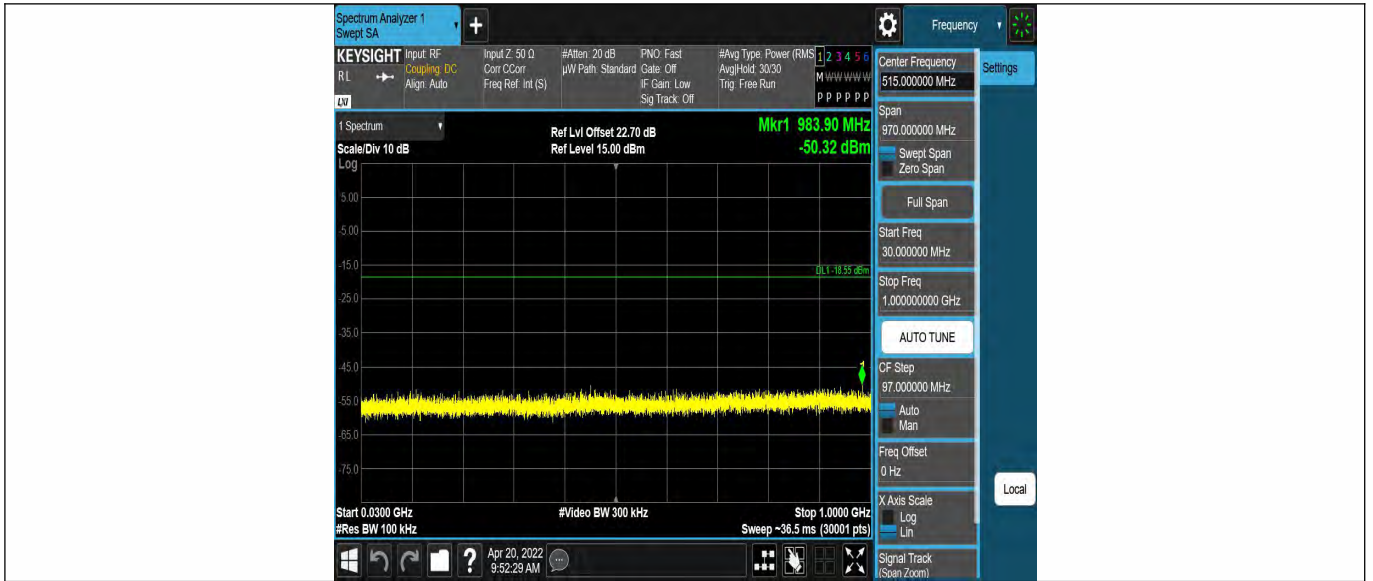 Spectrum Analyzer 1
Swept SA
+
Frequency
KEYSIGHT
RL
LXI
Input: RF
Coupling: DC
Align: Auto
Input Z: 50 Ω
Corr CCorr
Freq Ref: Int (S)
#Atten: 20 dB
µW Path: Standard
PNO: Fast
Gate: Off
IF Gain: Low
Sig Track: Off
#Avg Type: Power (RMS
Avg|Hold: 30/30
Trig: Free Run
1 2 3 4 5 6
M W W W W W
P P P P P P
1 Spectrum
Scale/Div 10 dB
Log
Ref Lvl Offset 22.70 dB
Ref Level 15.00 dBm
Mkr1 983.90 MHz
-50.32 dBm
5.00
-5.00
-15.0
DL1 -18.55 dBm
-25.0
-35.0
-45.0
1
-55.0
-65.0
-75.0
Start 0.0300 GHz
#Res BW 100 kHz
#Video BW 300 kHz
Stop 1.0000 GHz
Sweep ~36.5 ms (30001 pts)
?
Apr 20, 2022
9:52:29 AM
Center Frequency
515.000000 MHz
Settings
Span
970.000000 MHz
Swept Span
Zero Span
Full Span
Start Freq
30.000000 MHz
Stop Freq
1.000000000 GHz
AUTO TUNE
CF Step
97.000000 MHz
Auto
Man
Freq Offset
0 Hz
X Axis Scale
Log
Lin
Local
Signal Track
(Span Zoom)